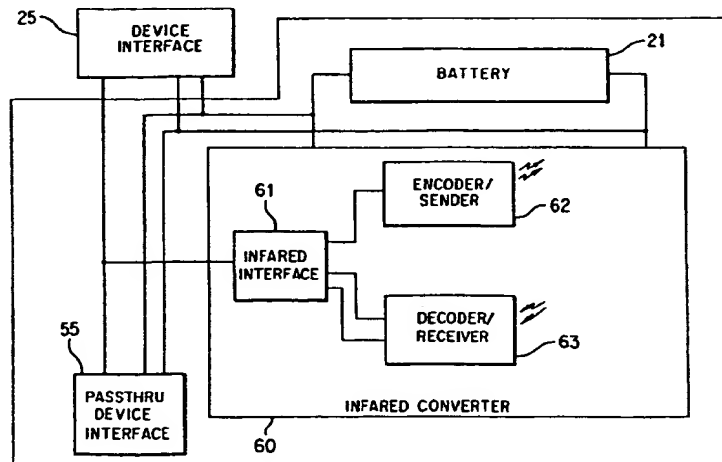 25
DEVICE
INTERFACE
21
BATTERY
61
INFARED
INTERFACE
ENCODER/
SENDER
62
DECODER/
RECEIVER
63
55
PASSTHRU
DEVICE
INTERFACE
INFARED CONVERTER
60